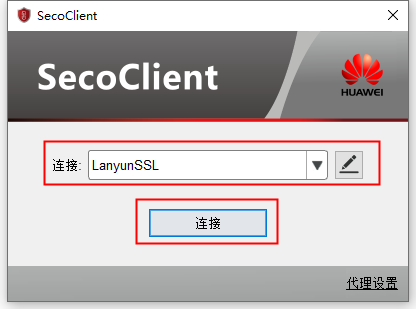 SecoClient
SecoClient
HUAWEI
连接: LanyunSSL
连接
代理设置